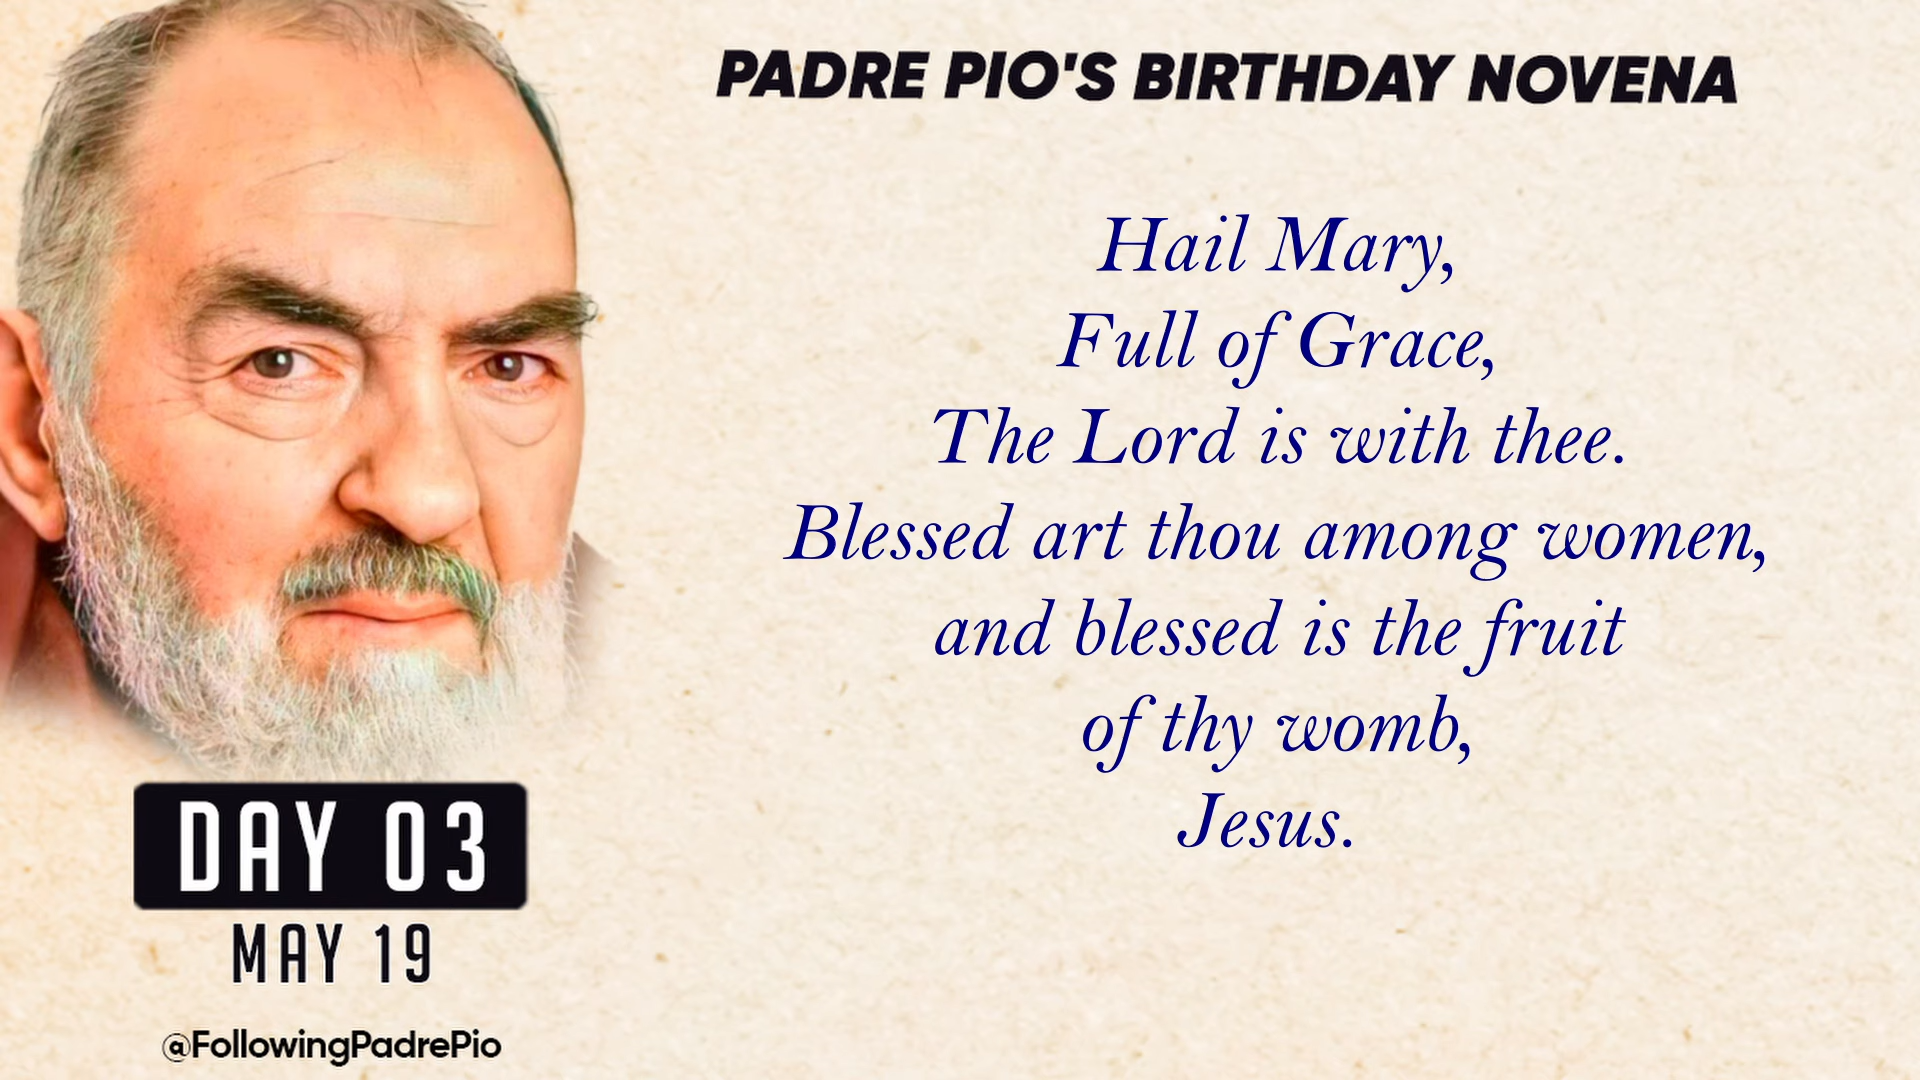 PADRE PIO'S BIRTHDAY NOVENA
Hail Mary,
Full of Grace,
The Lord is with thee.
Blessed art thou among women,
and blessed is the fruit
of thy womb,
Jesus.
DAY 03
MAY 19
@FollowingPadrePio